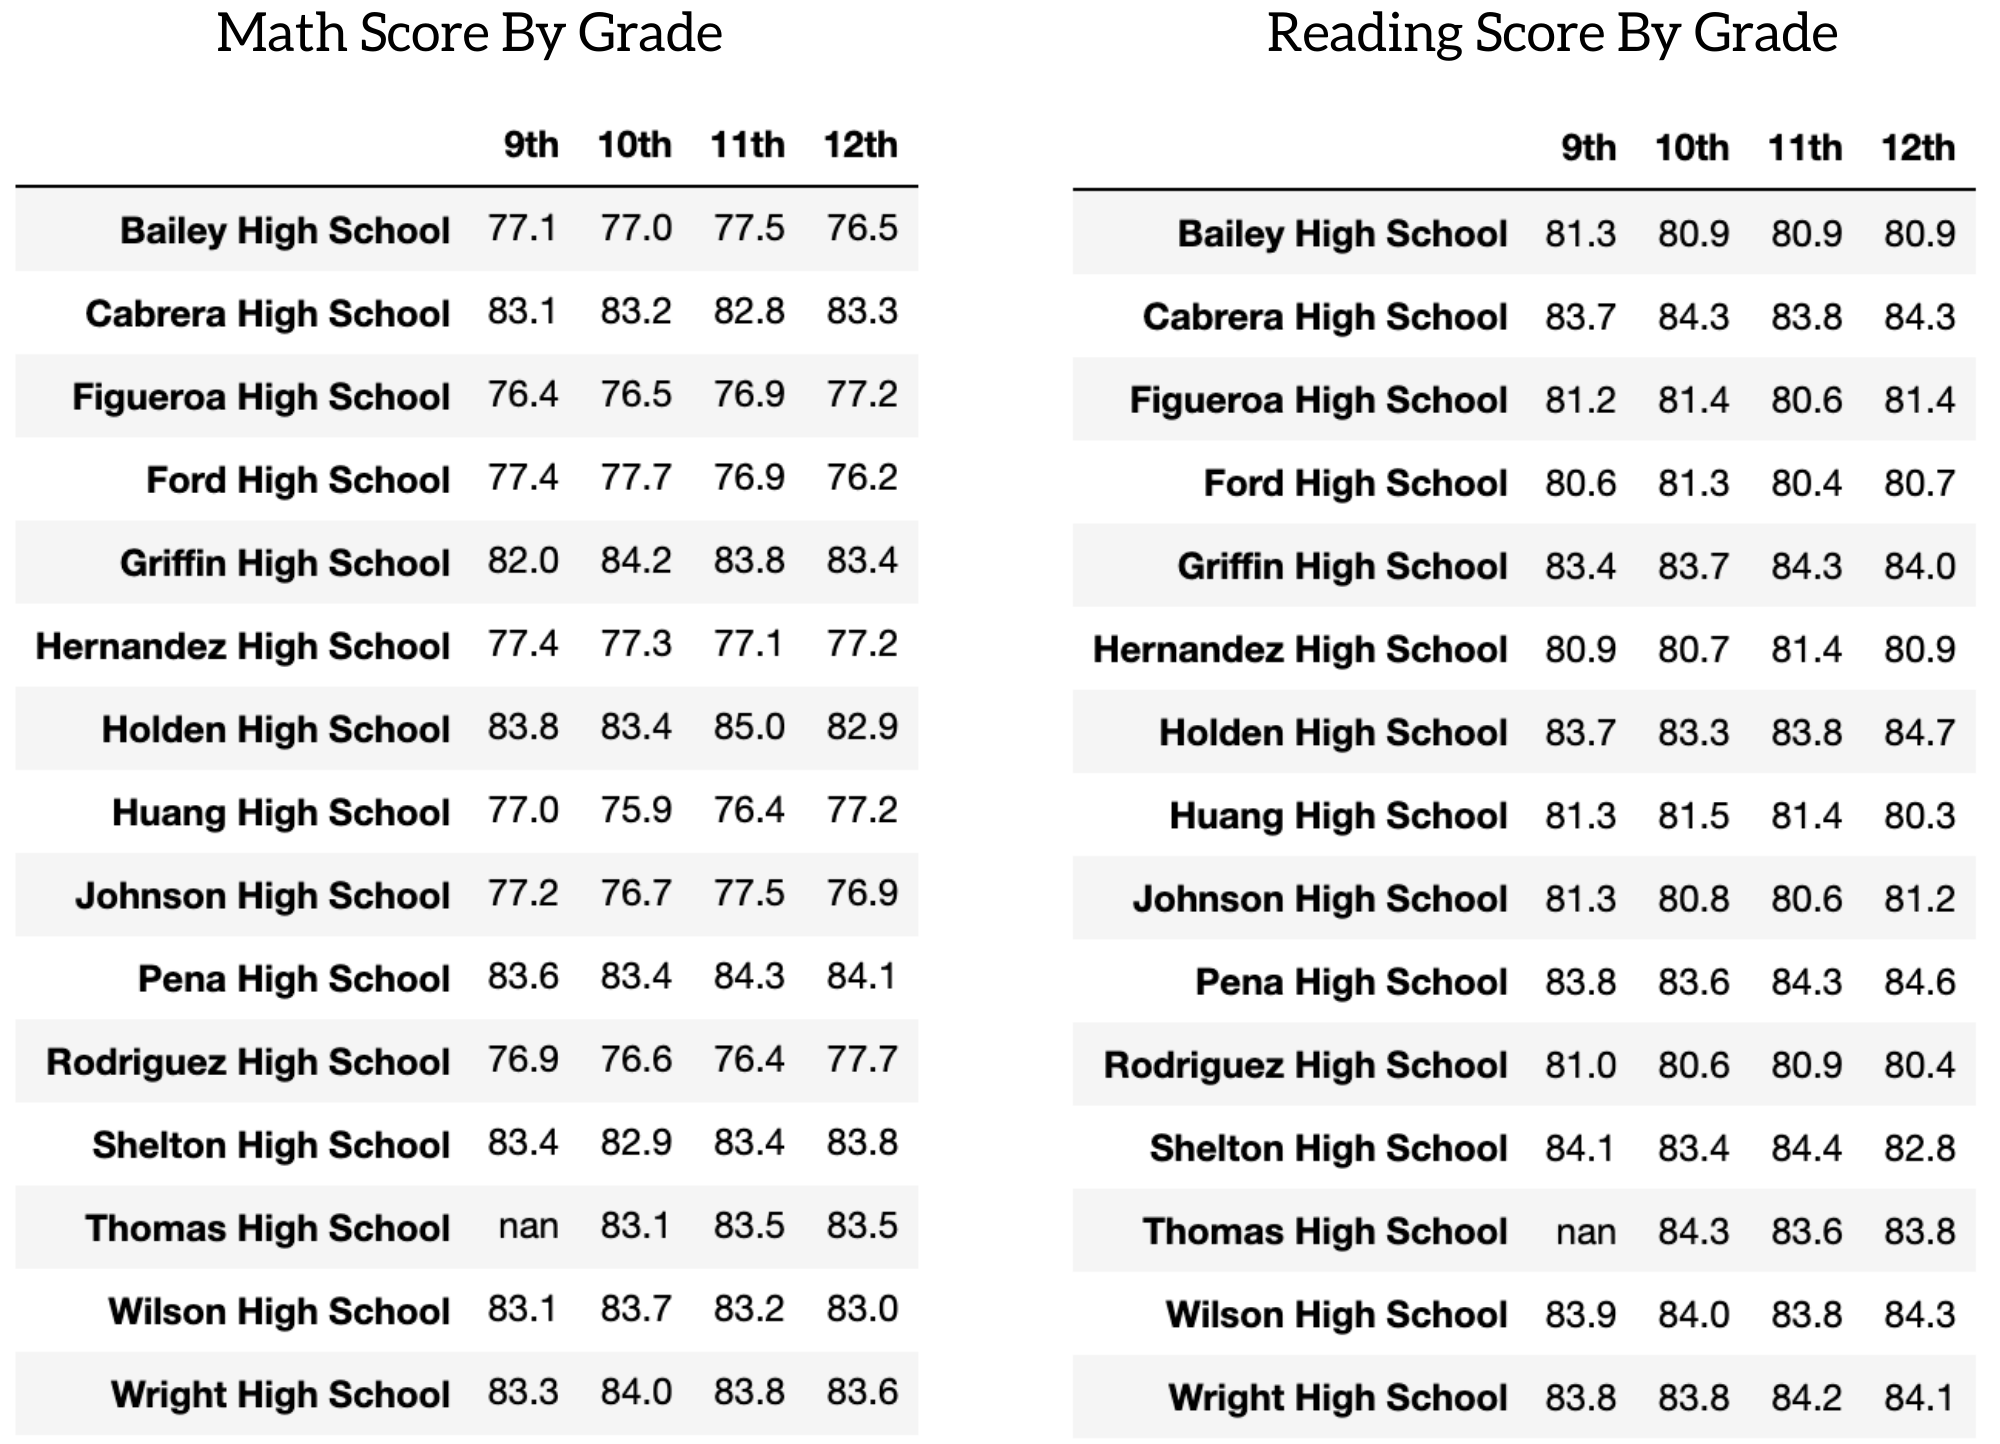 Math Score By Grade
9th 10th 11th 12th
Bailey High School 77.1 77.0 77.5 76.5
Cabrera High School 83.1 83.2 82.8 83.3
Figueroa High School 76.4 76.5 76.9 77.2
Ford High School 77.4 77.7 76.9 76.2
Griffin High School 82.0 84.2 83.8 83.4
Hernandez High School 77.4 77.3 77.1 77.2
Holden High School 83.8 83.4 85.0 82.9
Huang High School 77.0 75.9 76.4 77.2
Johnson High School 77.2 76.7 77.5 76.9
Pena High School 83.6 83.4 84.3 84.1
Rodriguez High School 76.9 76.6 76.4 77.7
Shelton High School 83.4 82.9 83.4 83.8
Thomas High School nan 83.1 83.5 83.5
Wilson High School 83.1 83.7 83.2 83.0
Wright High School 83.3 84.0 83.8 83.6
Reading Score By Grade
9th 10th 11th 12th
Bailey High School 81.3 80.9 80.9 80.9
Cabrera High School 83.7 84.3 83.8 84.3
Figueroa High School 81.2 81.4 80.6 81.4
Ford High School 80.6 81.3 80.4 80.7
Griffin High School 83.4 83.7 84.3 84.0
Hernandez High School 80.9 80.7 81.4 80.9
Holden High School 83.7 83.3 83.8 84.7
Huang High School 81.3 81.5 81.4 80.3
Johnson High School 81.3 80.8 80.6 81.2
Pena High School 83.8 83.6 84.3 84.6
Rodriguez High School 81.0 80.6 80.9 80.4
Shelton High School 84.1 83.4 84.4 82.8
Thomas High School nan 84.3 83.6 83.8
Wilson High School 83.9 84.0 83.8 84.3
Wright High School 83.8 83.8 84.2 84.1